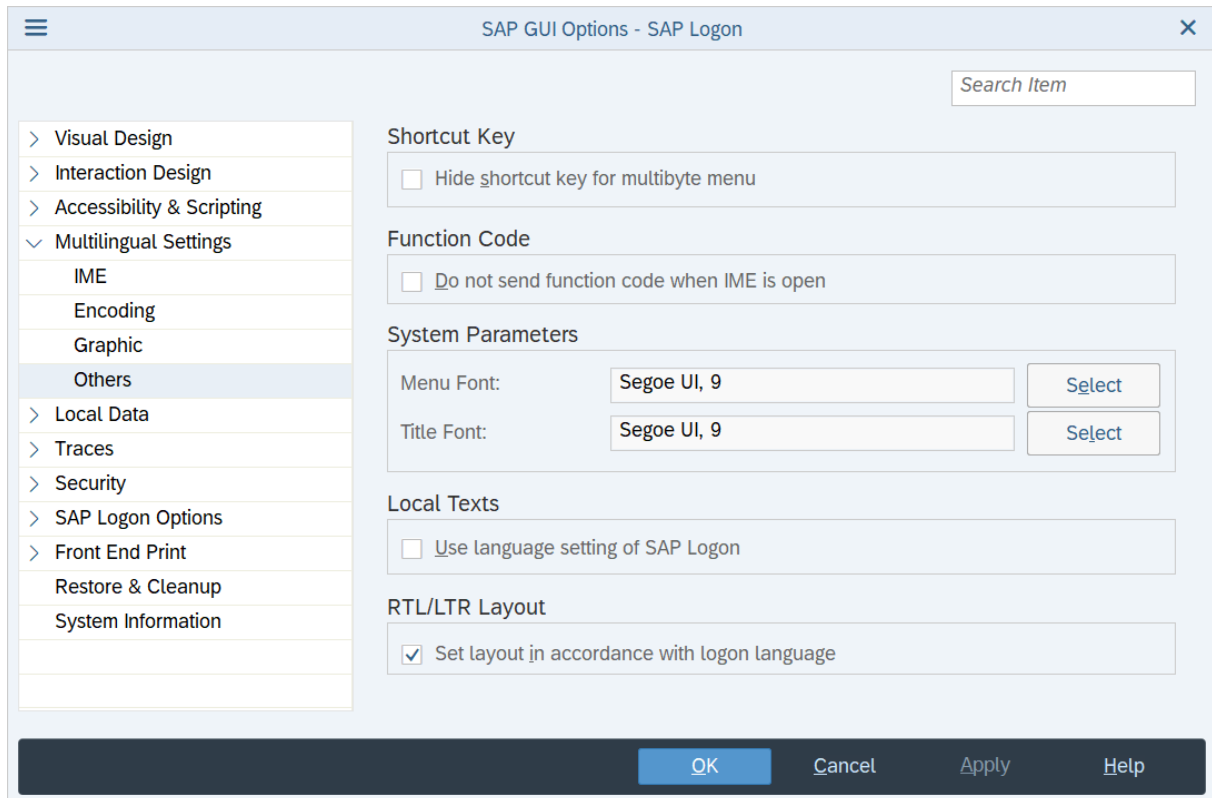 SAP GUI Options - SAP Logon
Search Item
Visual Design
Interaction Design
Accessibility & Scripting
Multilingual Settings
IME
Encoding
Graphic
Others
Local Data
Traces
Security
SAP Logon Options
Front End Print
Restore & Cleanup
System Information
Shortcut Key
Hide shortcut key for multibyte menu
Function Code
Do not send function code when IME is open
System Parameters
Menu Font: Segoe UI, 9 Select
Title Font: Segoe UI, 9 Select
Local Texts
Use language setting of SAP Logon
RTL/LTR Layout
Set layout in accordance with logon language
OK Cancel Apply Help